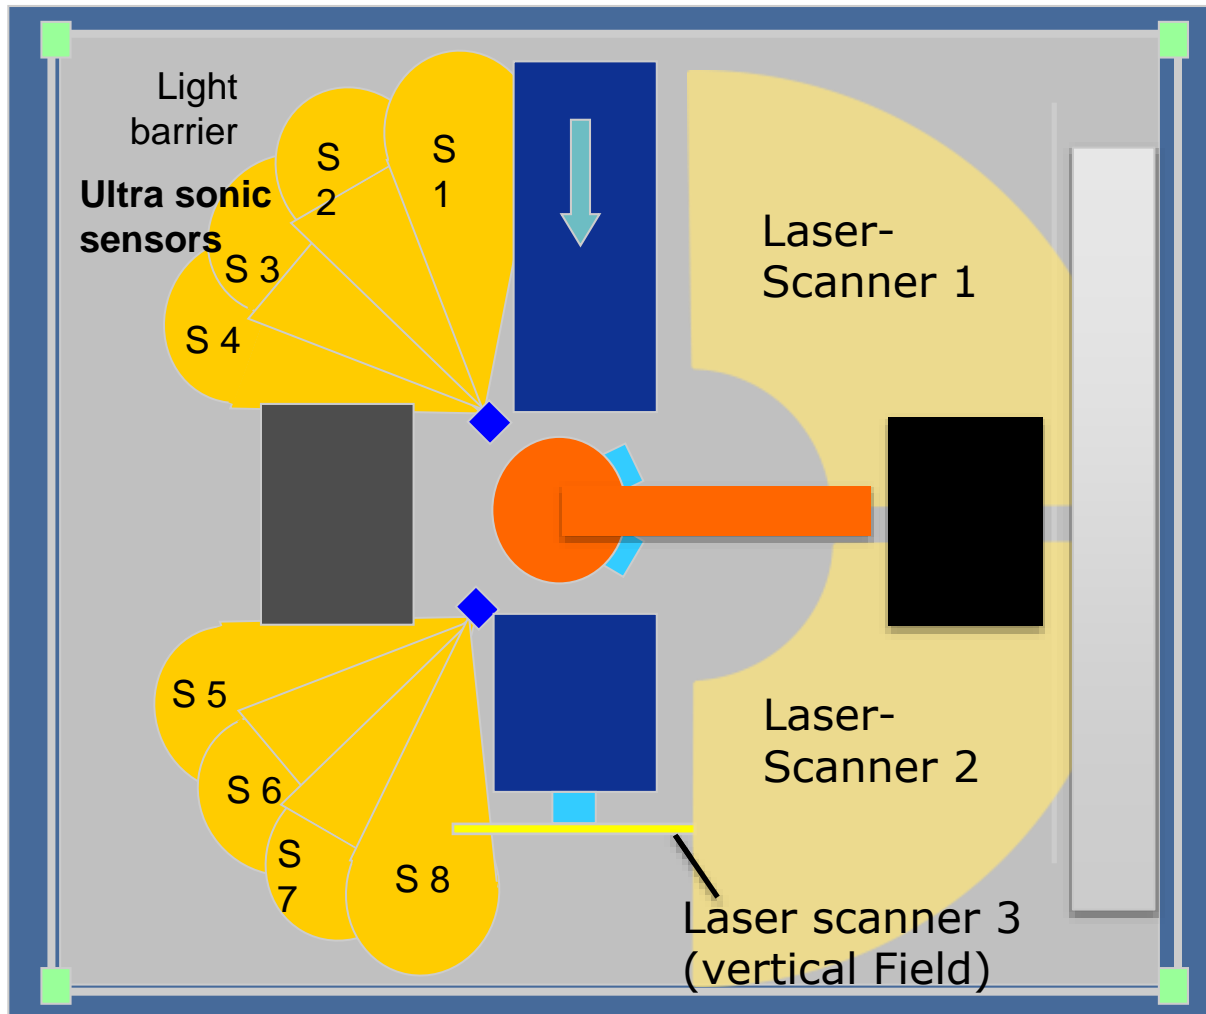 Light
barrier
Ultra sonic
sensors
S
1
S
2
S 3
S 4
Laser-
Scanner 1
S 5
S 6
S
7
S 8
Laser-
Scanner 2
Laser scanner 3
(vertical Field)